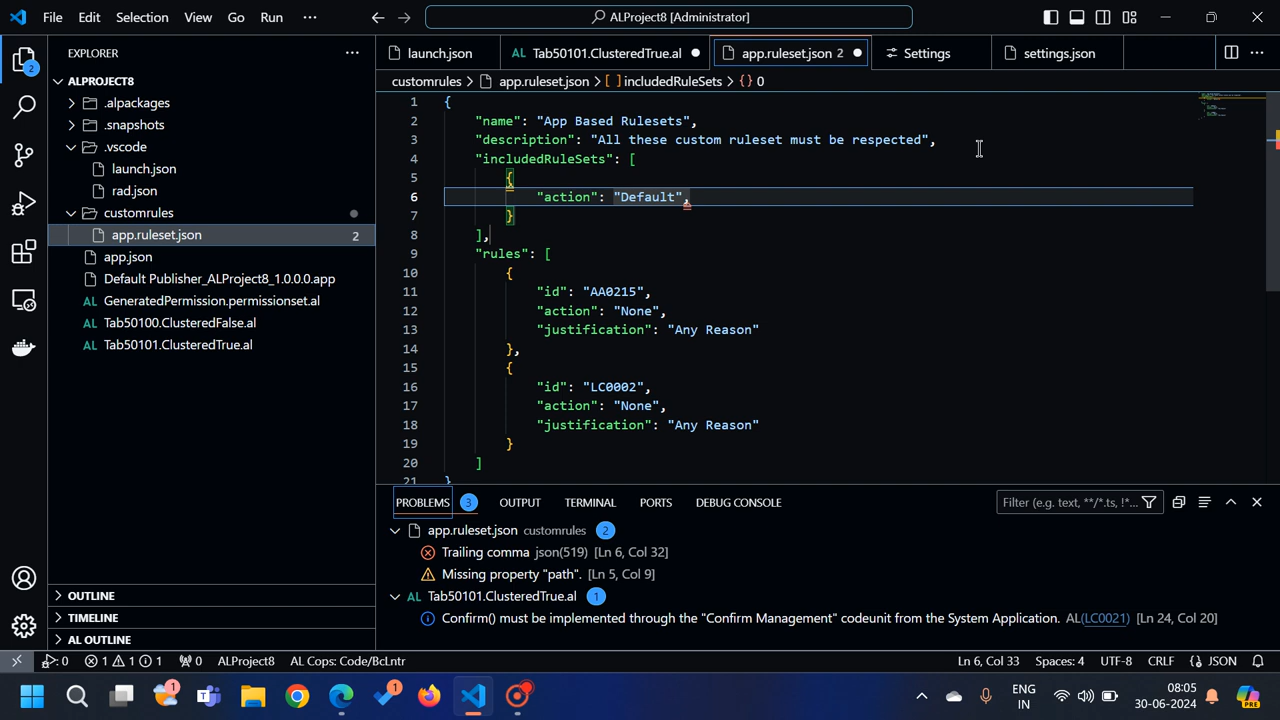 File Edit Selection View Go Run ··· ALProject8 [Administrator]
EXPLORER ···
launch.json AL Tab50101.ClusteredTrue.al app.ruleset.json 2 Settings settings.json ···
ALPROJECT8
customrules > app.ruleset.json > [ ] includedRuleSets > {} 0
.alpackages
.snapshots
.vscode
launch.json
rad.json
customrules
app.ruleset.json 2
app.json
Default Publisher_ALProject8_1.0.0.0.app
AL GeneratedPermission.permissionset.al
AL Tab50100.ClusteredFalse.al
AL Tab50101.ClusteredTrue.al
OUTLINE
TIMELINE
AL OUTLINE
2
1 {
2 "name": "App Based Rulesets",
3 "description": "All these custom ruleset must be respected",
4 "includedRuleSets": [
5 {
6 "action": "Default",
7 }
8 ],
9 "rules": [
10 {
11 "id": "AA0215",
12 "action": "None",
13 "justification": "Any Reason"
14 },
15 {
16 "id": "LC0002",
17 "action": "None",
18 "justification": "Any Reason"
19 }
20 ]
21 }
PROBLEMS 3 OUTPUT TERMINAL PORTS DEBUG CONSOLE Filter (e.g. text, **/*.ts, !*...
app.ruleset.json customrules 2
Trailing comma json(519) [Ln 6, Col 32]
Missing property "path". [Ln 5, Col 9]
AL Tab50101.ClusteredTrue.al 1
Confirm() must be implemented through the "Confirm Management" codeunit from the System Application. AL(LC0021) [Ln 24, Col 20]
: 0 1 1 1 0 ALProject8 AL Cops: Code/BcLntr Ln 6, Col 33 Spaces: 4 UTF-8 CRLF {} JSON
1 1 ENG IN 08:05 30-06-2024 PRE